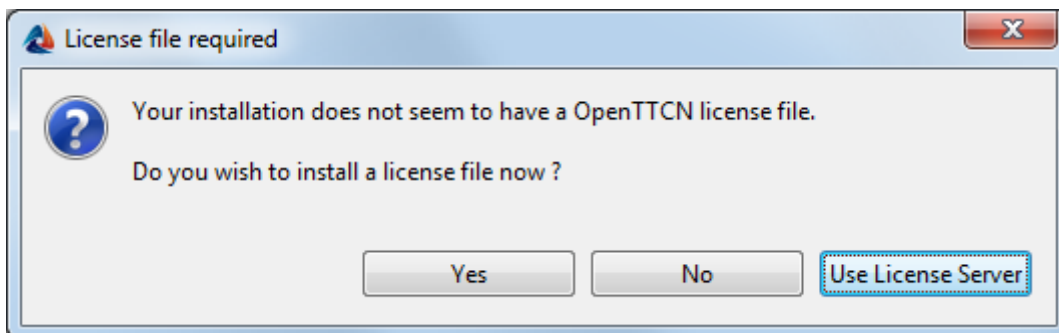 License file required
Your installation does not seem to have a OpenTTCN license file.
Do you wish to install a license file now ?
Yes No Use License Server